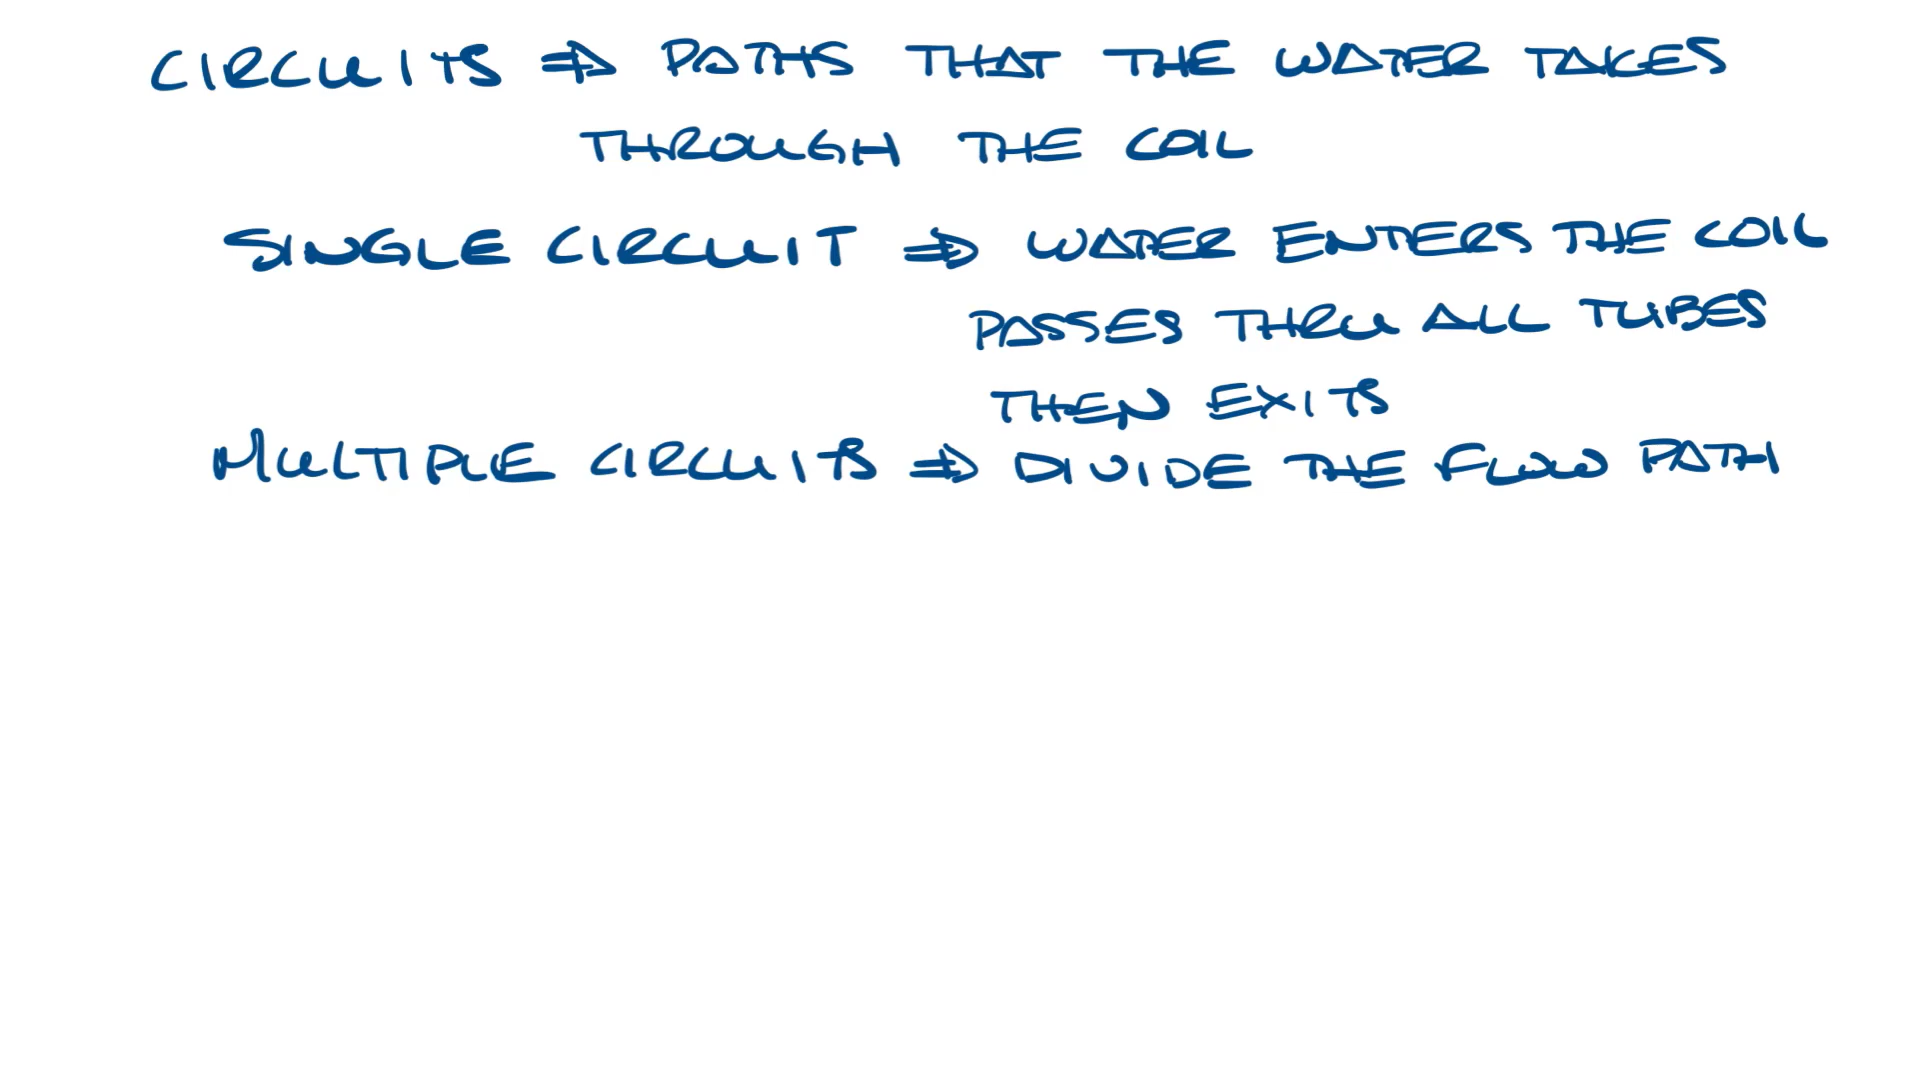 CIRCUITS ⇒ PATHS THAT THE WATER TAKES
THROUGH THE COIL
SINGLE CIRCUIT ⇒ WATER ENTERS THE COIL
PASSES THRU ALL TUBES
THEN EXITS
MULTIPLE CIRCUITS ⇒ DIVIDE THE FLOW PATH